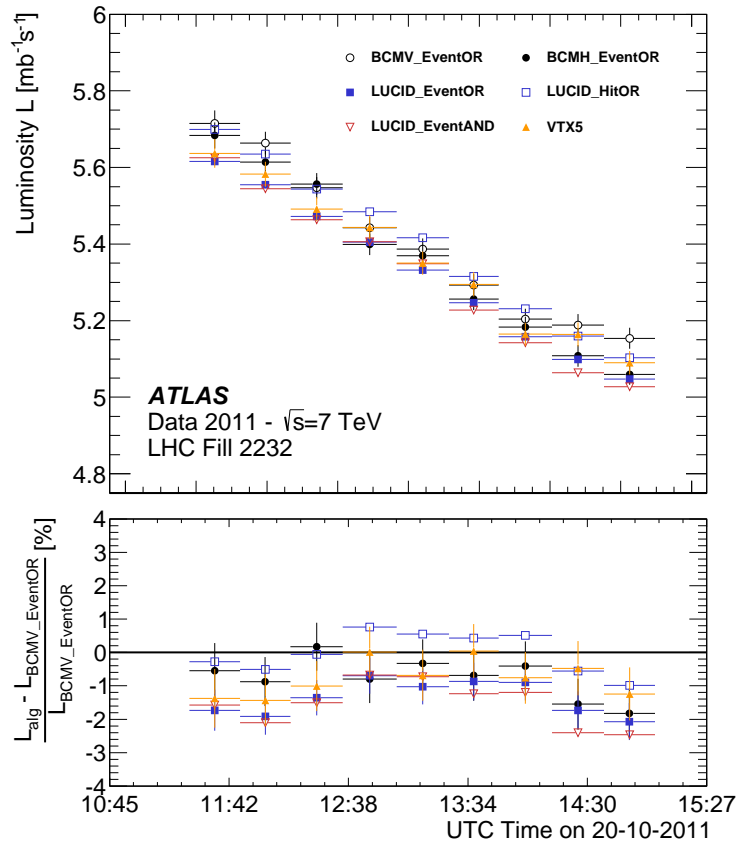 Luminosity L [mb⁻¹s⁻¹]
6
5.8
5.6
5.4
5.2
5
4.8
BCMV_EventOR
BCMH_EventOR
LUCID_EventOR
LUCID_HitOR
LUCID_EventAND
VTX5
ATLAS
Data 2011 - √s=7 TeV
LHC Fill 2232
L_alg - L_BCMV_EventOR
L_BCMV_EventOR
[%]
4
3
2
1
0
-1
-2
-3
-4
10:45 11:42 12:38 13:34 14:30 15:27
UTC Time on 20-10-2011